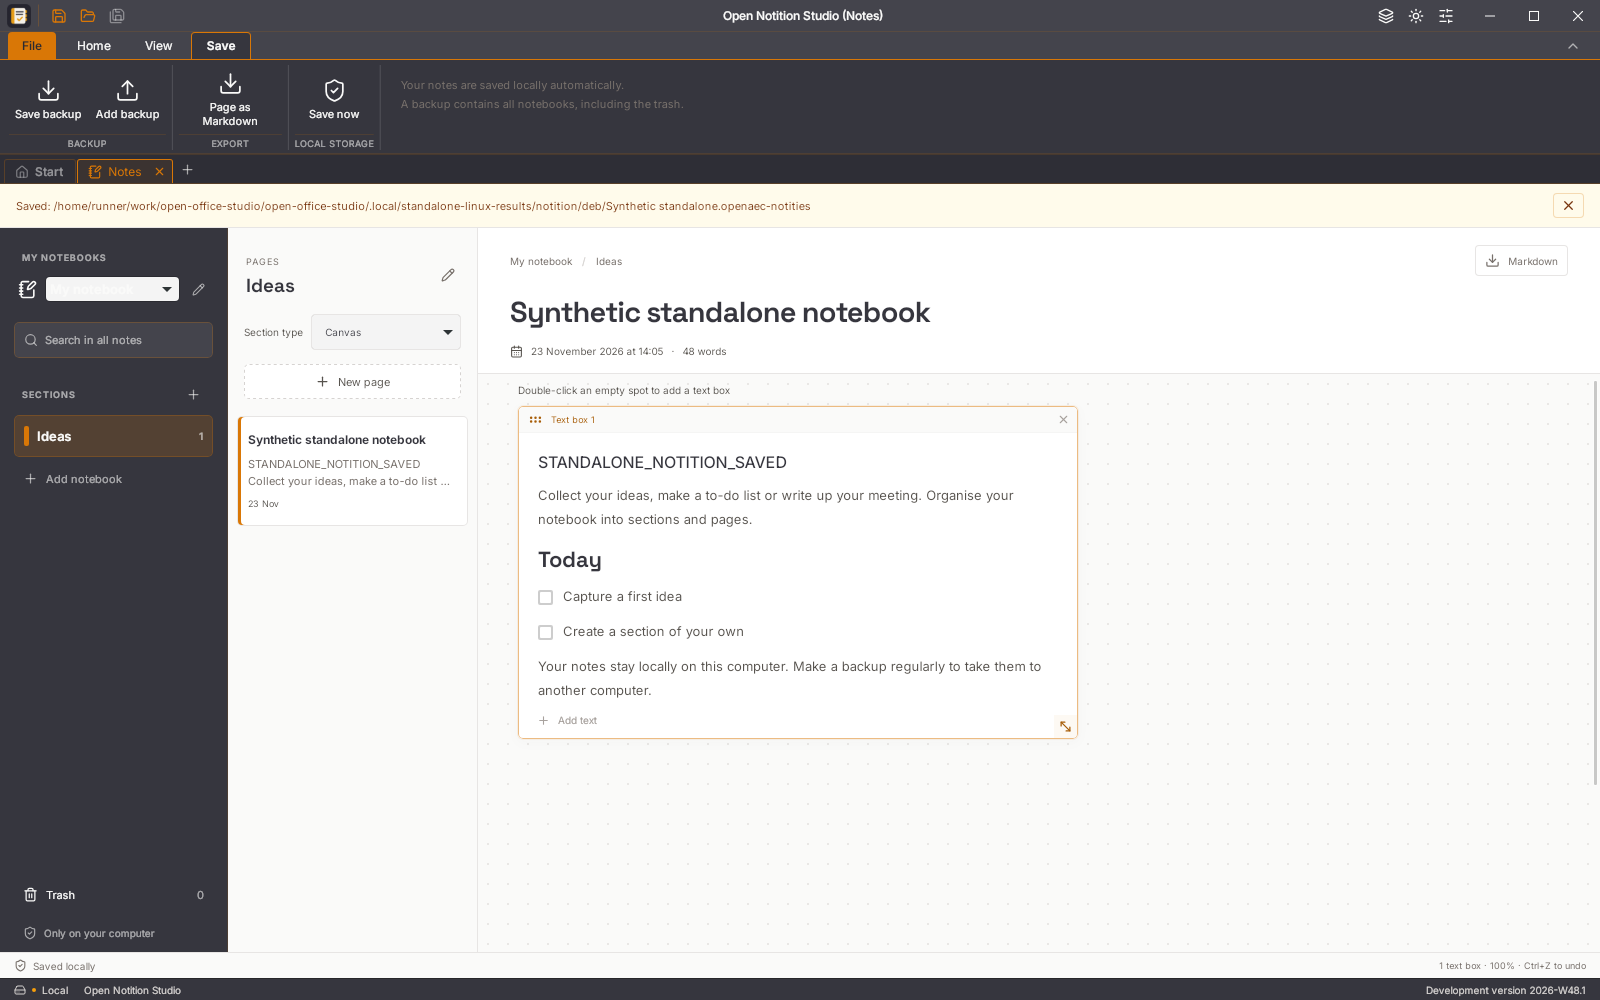 Open Notition Studio (Notes)
File
Home
View
Save
Save backup
Add backup
BACKUP
Page as
Markdown
EXPORT
Save now
LOCAL STORAGE
Your notes are saved locally automatically.
A backup contains all notebooks, including the trash.
Start
Notes
Saved: /home/runner/work/open-office-studio/open-office-studio/.local/standalone-linux-results/notition/deb/Synthetic standalone.openaec-notities
MY NOTEBOOKS
My notebook
Search in all notes
SECTIONS
Ideas
1
Add notebook
Trash
0
Only on your computer
PAGES
Ideas
Section type
Canvas
New page
Synthetic standalone notebook
STANDALONE_NOTITION_SAVED
Collect your ideas, make a to-do list ...
23 Nov
My notebook / Ideas
Markdown
Synthetic standalone notebook
23 November 2026 at 14:05 · 48 words
Double-click an empty spot to add a text box
Text box 1
STANDALONE_NOTITION_SAVED
Collect your ideas, make a to-do list or write up your meeting. Organise your
notebook into sections and pages.
Today
Capture a first idea
Create a section of your own
Your notes stay locally on this computer. Make a backup regularly to take them to
another computer.
Add text
Saved locally
1 text box · 100% · Ctrl+Z to undo
Local
Open Notition Studio
Development version 2026-W48.1